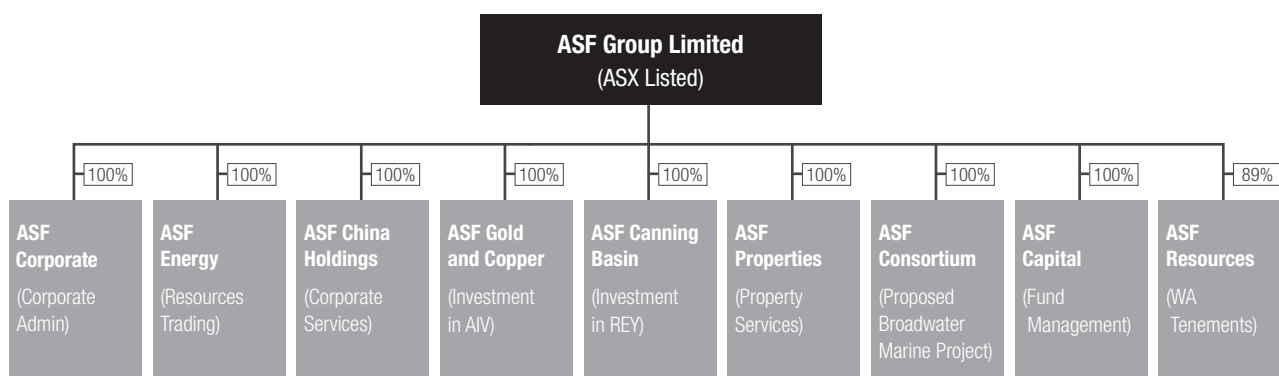 ASF Group Limited
(ASX Listed)
100%
100%
100%
100%
100%
100%
100%
100%
89%
ASF
Corporate
(Corporate
Admin)
ASF
Energy
(Resources
Trading)
ASF China
Holdings
(Corporate
Services)
ASF Gold
and Copper
(Investment
in AIV)
ASF Canning
Basin
(Investment
in REY)
ASF
Properties
(Property
Services)
ASF
Consortium
(Proposed
Broadwater
Marine Project)
ASF
Capital
(Fund
Management)
ASF
Resources
(WA
Tenements)